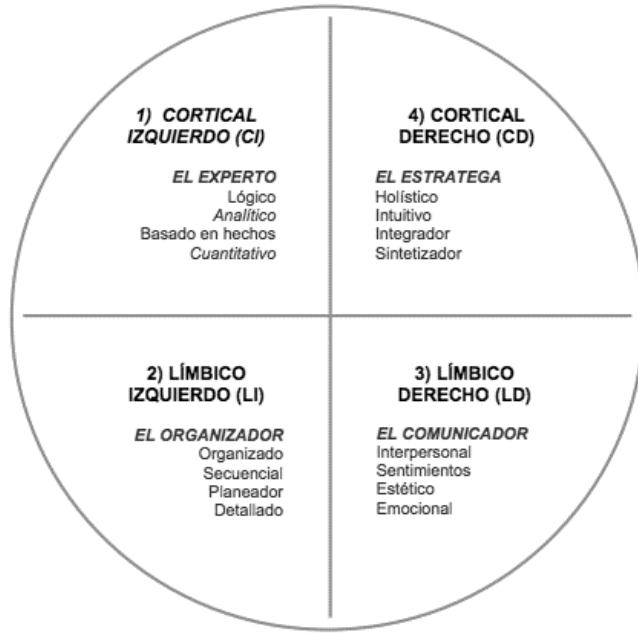 1) CORTICAL
IZQUIERDO (CI)
EL EXPERTO
Lógico
Analítico
Basado en hechos
Cuantitativo
4) CORTICAL
DERECHO (CD)
EL ESTRATEGA
Holístico
Intuitivo
Integrador
Sintetizador
2) LÍMBICO
IZQUIERDO (LI)
EL ORGANIZADOR
Organizado
Secuencial
Planeador
Detallado
3) LÍMBICO
DERECHO (LD)
EL COMUNICADOR
Interpersonal
Sentimientos
Estético
Emocional